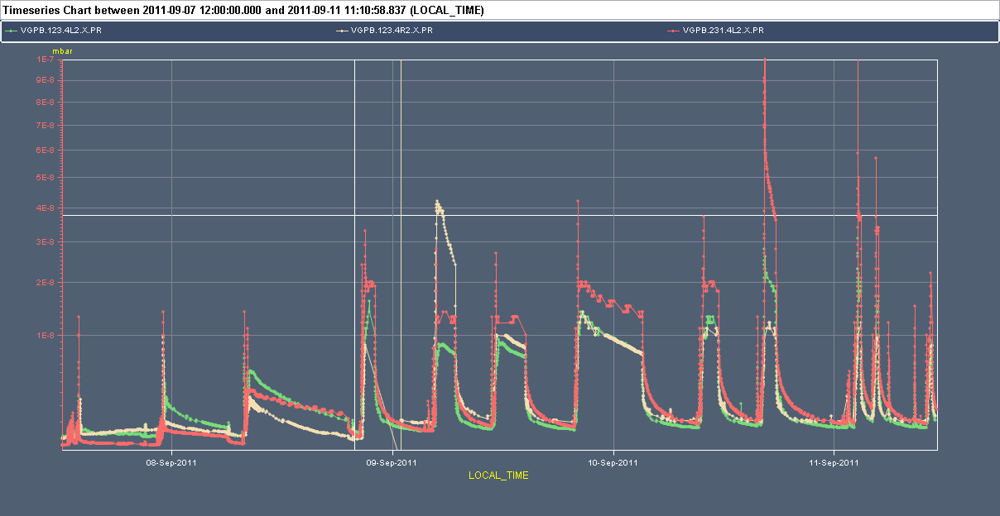 Timeseries Chart between 2011-09-07 12:00:00.000 and 2011-09-11 11:10:58.837 (LOCAL_TIME)
VGPB.123.4L2.X.PR VGPB.123.4R2.X.PR VGPB.231.4L2.X.PR
mbar
1E-7
9E-8
8E-8
7E-8
6E-8
5E-8
4E-8
3E-8
2E-8
1E-8
08-Sep-2011 09-Sep-2011 10-Sep-2011 11-Sep-2011
LOCAL_TIME